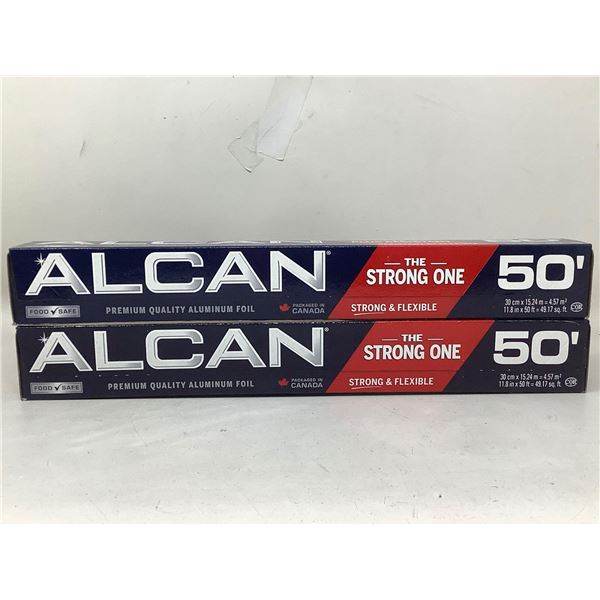 ALCAN®
THE
STRONG ONE
STRONG & FLEXIBLE
50'
FOOD SAFE
PREMIUM QUALITY ALUMINUM FOIL
PACKAGED IN
CANADA
30 cm x 15.24 m = 4.57 m²
11.8 in x 50 ft = 49.17 sq. ft.
COR
ALCAN®
THE
STRONG ONE
STRONG & FLEXIBLE
50'
FOOD SAFE
PREMIUM QUALITY ALUMINUM FOIL
PACKAGED IN
CANADA
30 cm x 15.24 m = 4.57 m²
11.8 in x 50 ft = 49.17 sq. ft.
COR